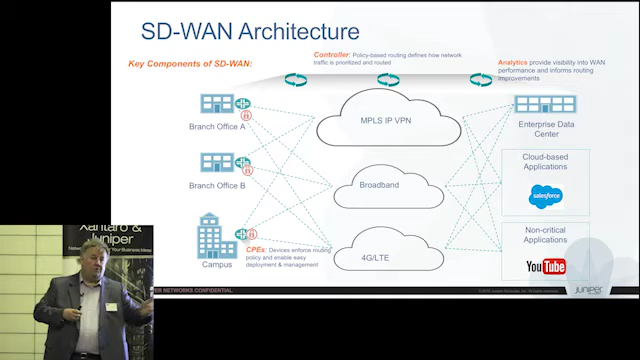 SD-WAN Architecture
Controller: Policy-based routing defines how network
traffic is prioritized and routed
Key Components of SD-WAN:
Analytics provide visibility into WAN
performance and informs routing
improvements
Branch Office A
MPLS IP VPN
Enterprise Data
Center
Cloud-based
Applications
Branch Office B
Broadband
salesforce
Non-critical
Applications
CPEs: Devices enforce routing
policy and enable easy
deployment & management
Campus
4G/LTE
YouTube
NETWORKS CONFIDENTIAL
JUNIPER
Xantaro &
Juniper